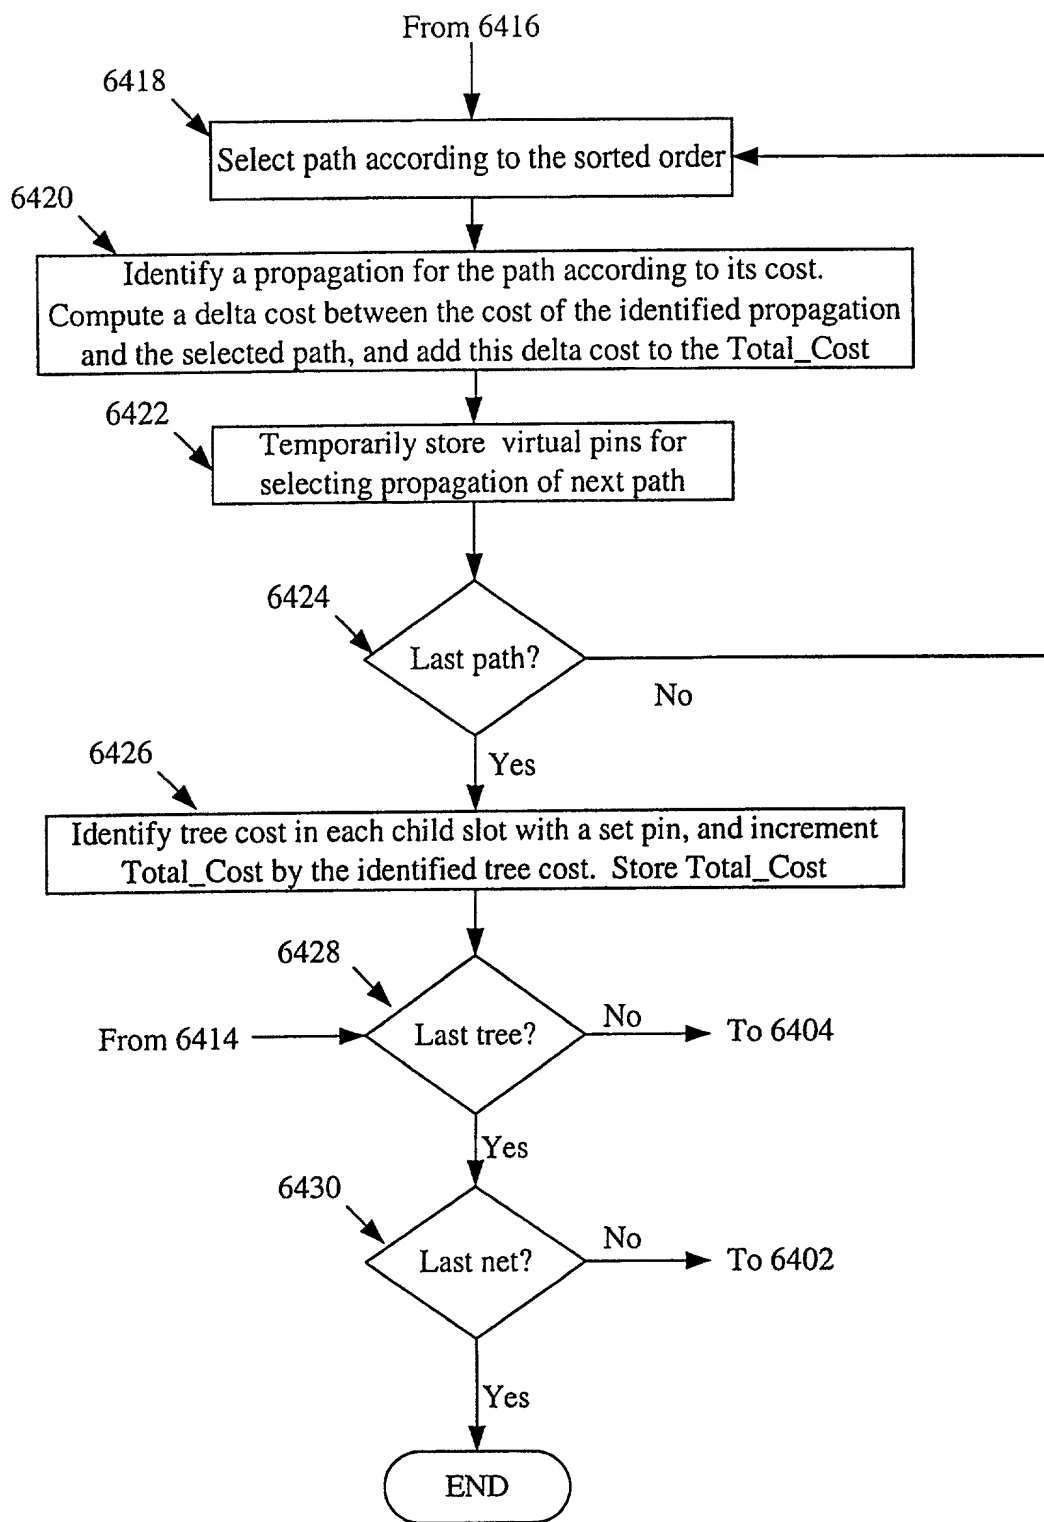 From 6416
6418
Select path according to the sorted order
6420
Identify a propagation for the path according to its cost.
Compute a delta cost between the cost of the identified propagation
and the selected path, and add this delta cost to the Total_Cost
6422
Temporarily store virtual pins for
selecting propagation of next path
6424
Last path?
No
Yes
6426
Identify tree cost in each child slot with a set pin, and increment
Total_Cost by the identified tree cost. Store Total_Cost
6428
From 6414
Last tree?
No
To 6404
Yes
6430
Last net?
No
To 6402
Yes
END